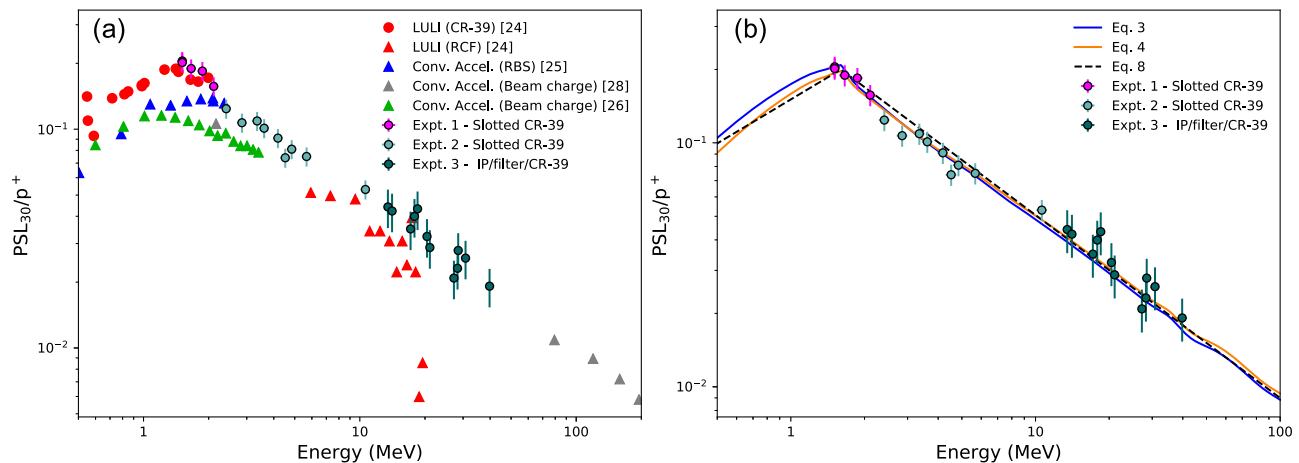 (a)
PSL₃₀/p⁺
10⁻¹
10⁻²
1
10
100
Energy (MeV)
LULI (CR-39) [24]
LULI (RCF) [24]
Conv. Accel. (RBS) [25]
Conv. Accel. (Beam charge) [28]
Conv. Accel. (Beam charge) [26]
Expt. 1 - Slotted CR-39
Expt. 2 - Slotted CR-39
Expt. 3 - IP/filter/CR-39
(b)
PSL₃₀/p⁺
10⁻¹
10⁻²
1
10
100
Energy (MeV)
Eq. 3
Eq. 4
Eq. 8
Expt. 1 - Slotted CR-39
Expt. 2 - Slotted CR-39
Expt. 3 - IP/filter/CR-39